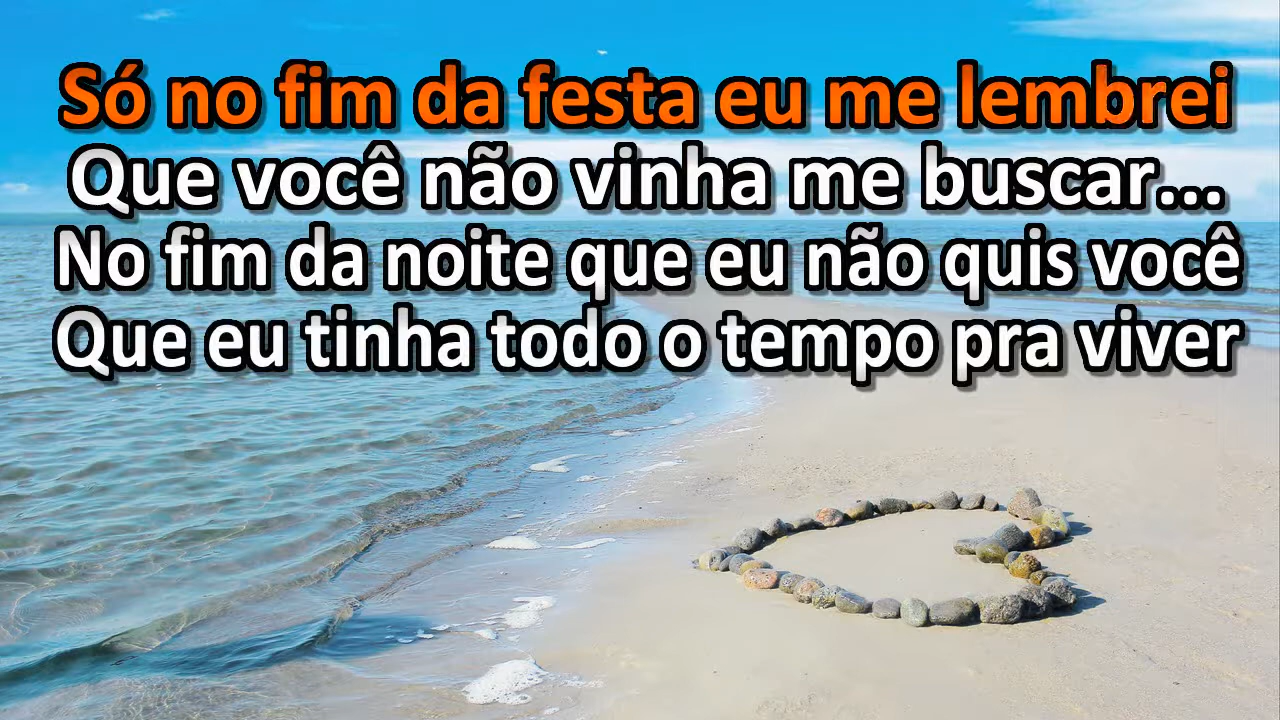 Só no fim da festa eu me lembrei
Que você não vinha me buscar...
No fim da noite que eu não quis você
Que eu tinha todo o tempo pra viver